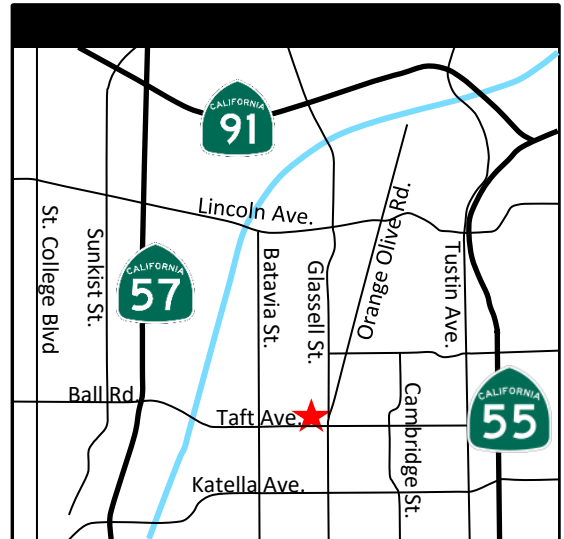 CALIFORNIA
91
Lincoln Ave.
St. College Blvd
Sunkist St.
CALIFORNIA
57
Batavia St.
Glassell St.
Orange Olive Rd.
Tustin Ave.
Ball Rd.
Taft Ave.
Cambridge St.
CALIFORNIA
55
Katella Ave.